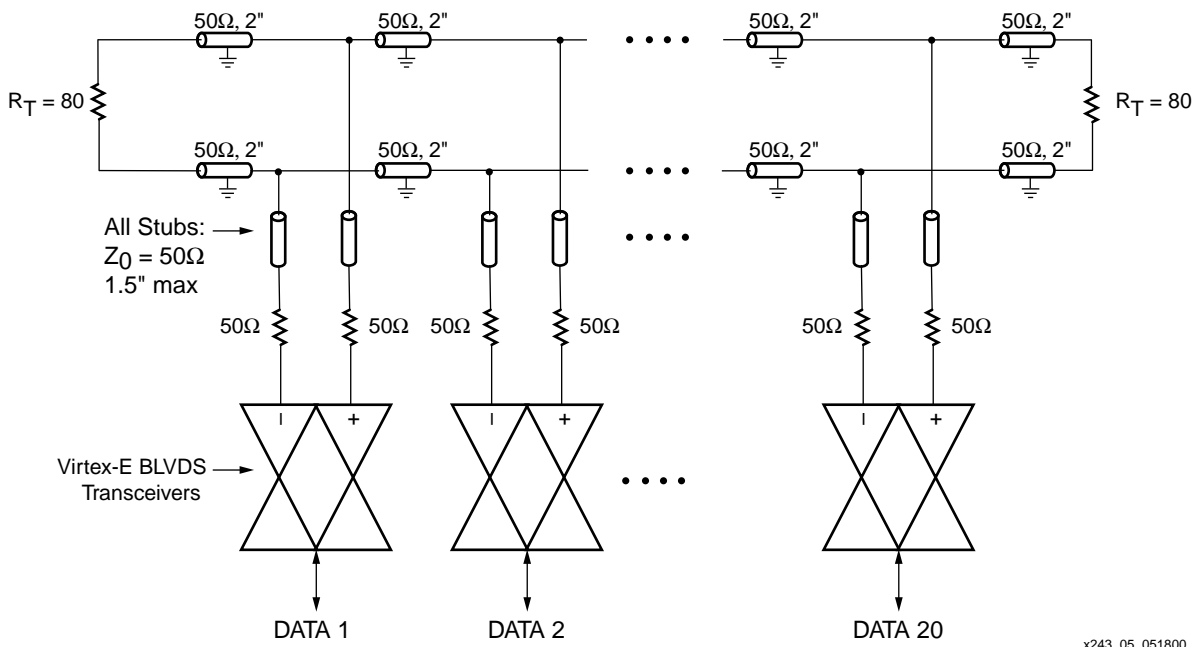 50Ω, 2" 50Ω, 2" 50Ω, 2" 50Ω, 2"
RT = 80 RT = 80
50Ω, 2" 50Ω, 2" 50Ω, 2" 50Ω, 2"
All Stubs:
Z0 = 50Ω
1.5" max
50Ω 50Ω 50Ω 50Ω 50Ω 50Ω
– + – + – +
Virtex-E BLVDS
Transceivers
DATA 1 DATA 2 DATA 20
x243_05_051800